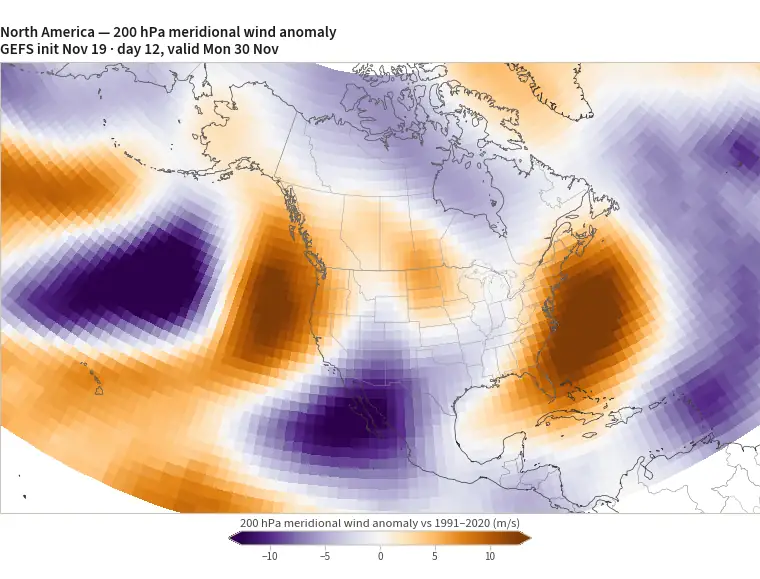 North America — 200 hPa meridional wind anomaly
GEFS init Nov 19 · day 12, valid Mon 30 Nov
200 hPa meridional wind anomaly vs 1991–2020 (m/s)
−10 −5 0 5 10